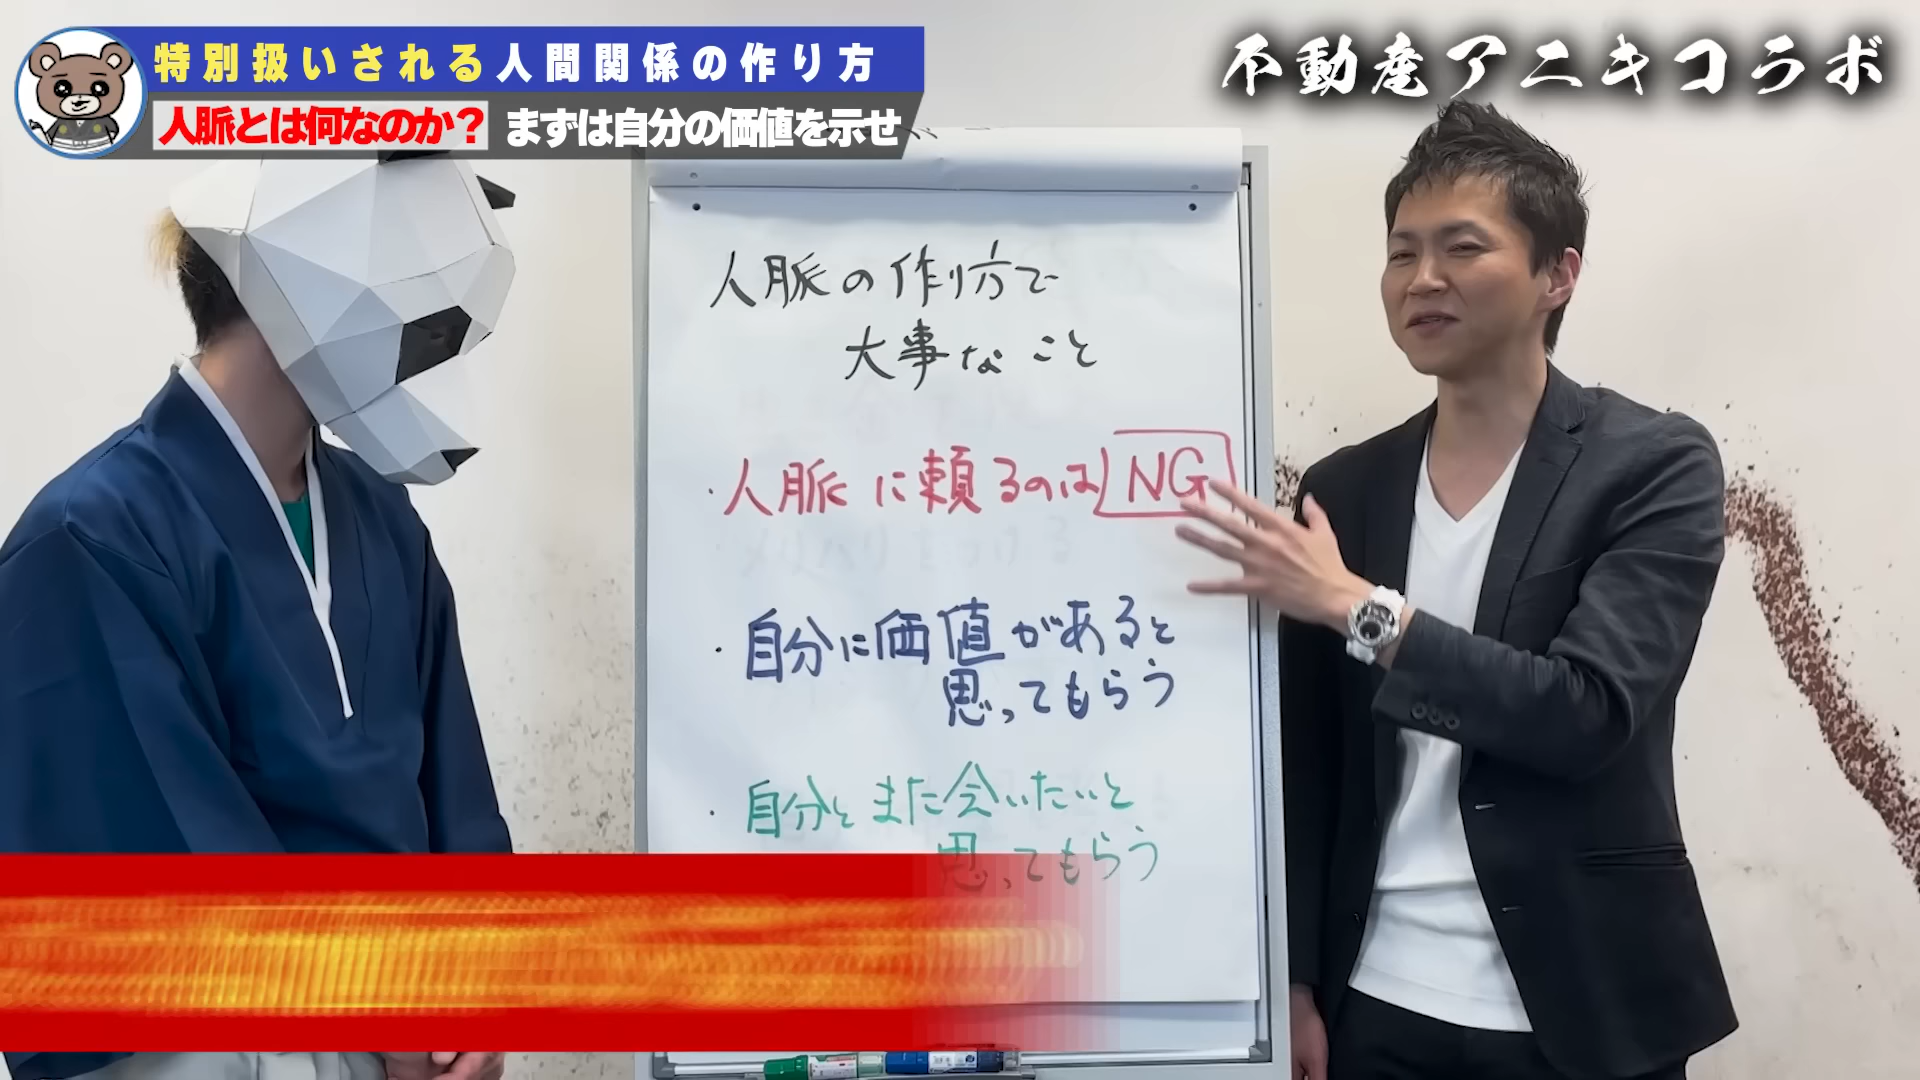 特別扱いされる人間関係の作り方
人脈とは何なのか? まずは自分の価値を示せ
不動産アニキコラボ
人脈の作り方で
大事なこと
・人脈に頼るのはNG
・自分に価値があると
思ってもらう
・自分とまた会いたいと
思ってもらう